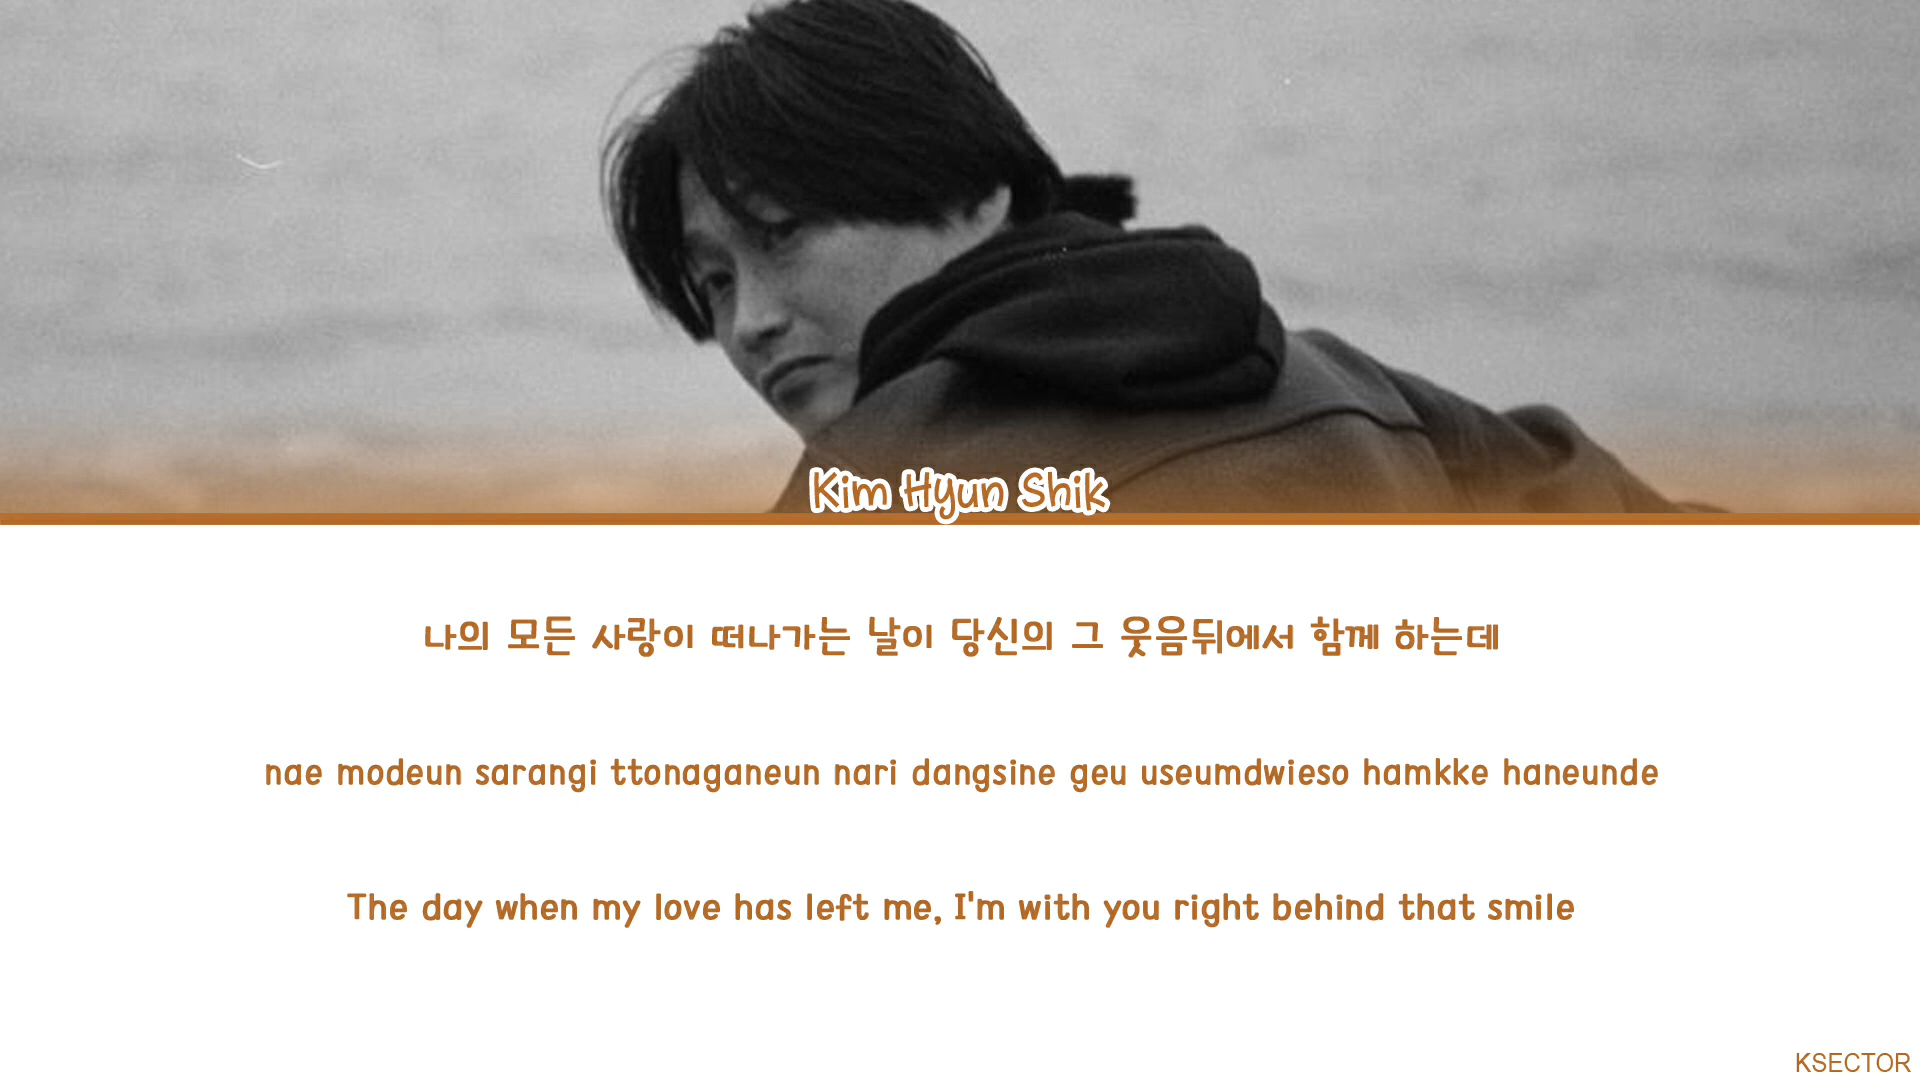 Kim Hyun Shik
나의 모든 사랑이 떠나가는 날이 당신의 그 웃음뒤에서 함께 하는데
nae modeun sarangi ttonaganeun nari dangsine geu useumdwieso hamkke haneunde
The day when my love has left me, I'm with you right behind that smile
KSECTOR